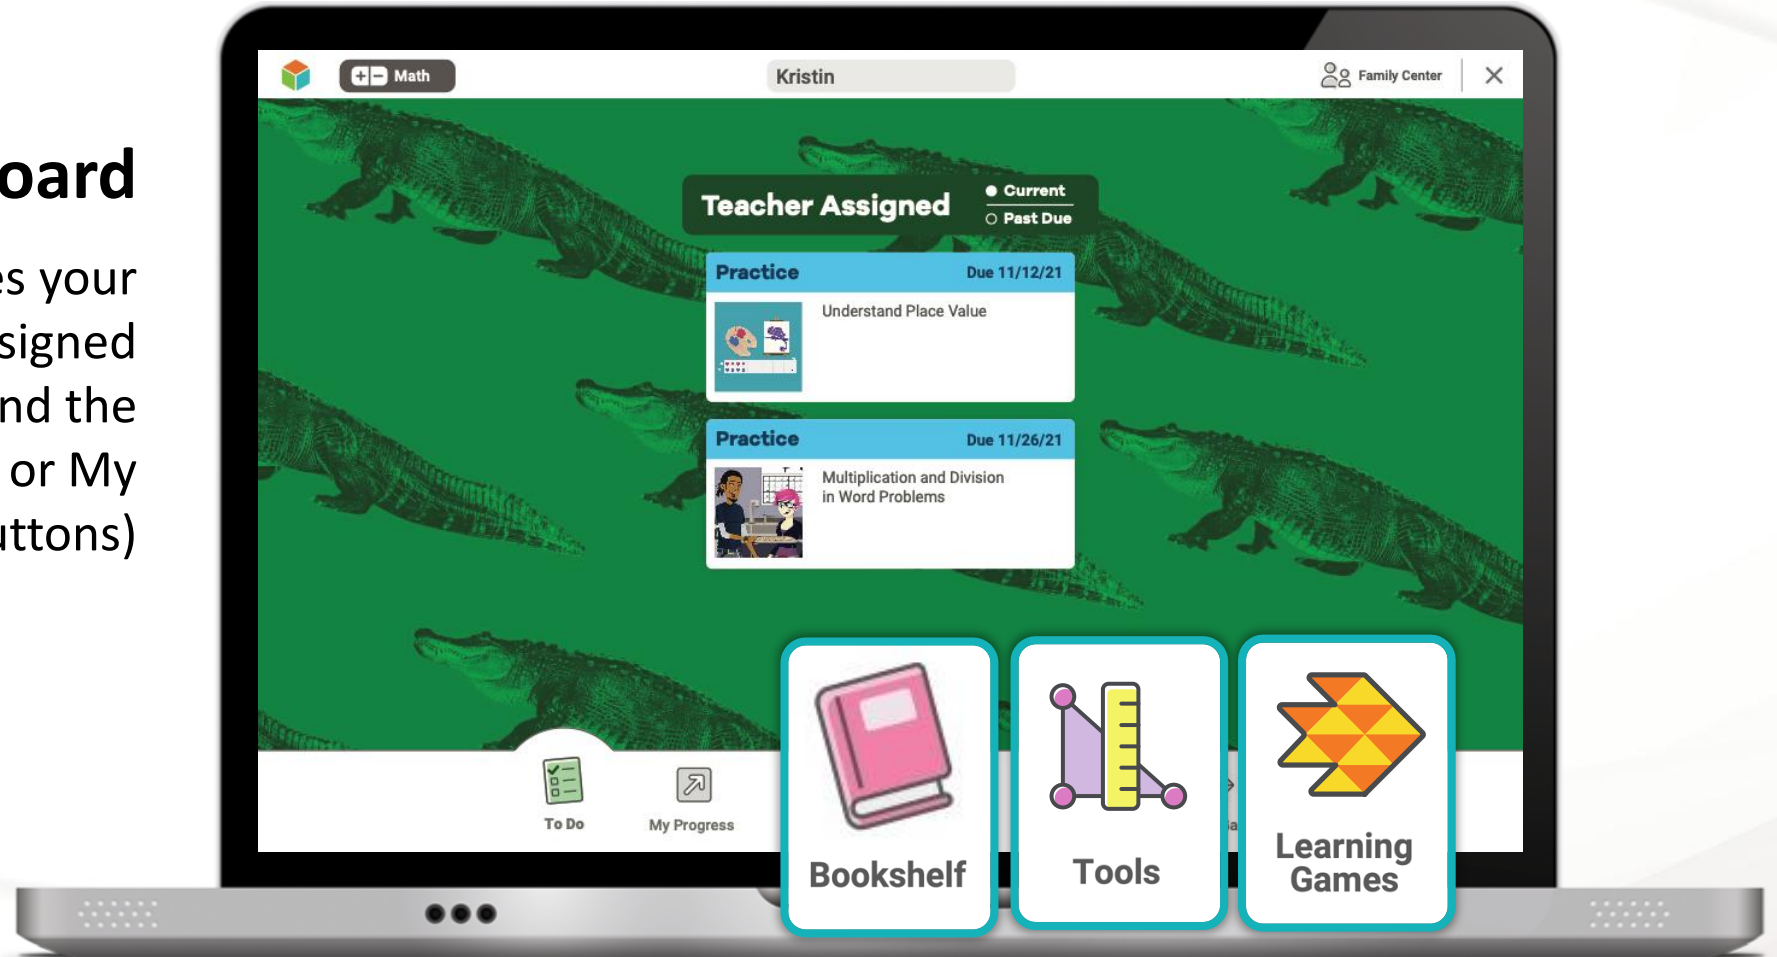 oard
es your
signed
nd the
or My
uttons)
Math
Kristin
Family Center
Teacher Assigned
Current
Past Due
Practice
Due 11/12/21
Understand Place Value
Practice
Due 11/26/21
Multiplication and Division
in Word Problems
To Do
My Progress
Bookshelf
Tools
Learning
Games